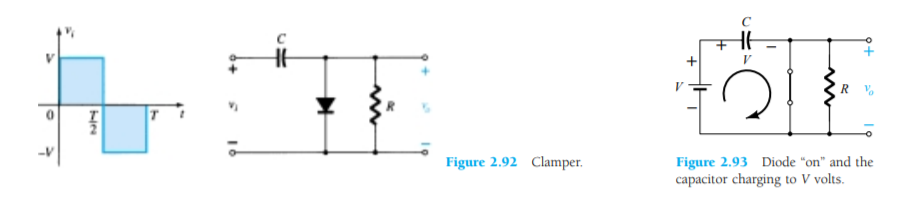 vi
V
0
T/2
T
t
-V
C
+
vi
-
R
+
vo
-
Figure 2.92 Clamper.
C
+
-
V
+
V
-
R
+
vo
-
Figure 2.93 Diode “on” and the
capacitor charging to V volts.